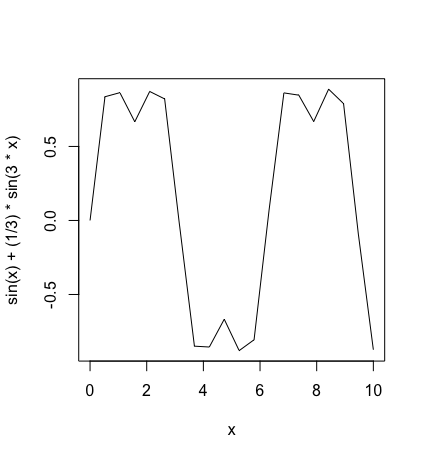 sin(x) + (1/3) * sin(3 * x)
0.5
0.0
-0.5
0 2 4 6 8 10
x